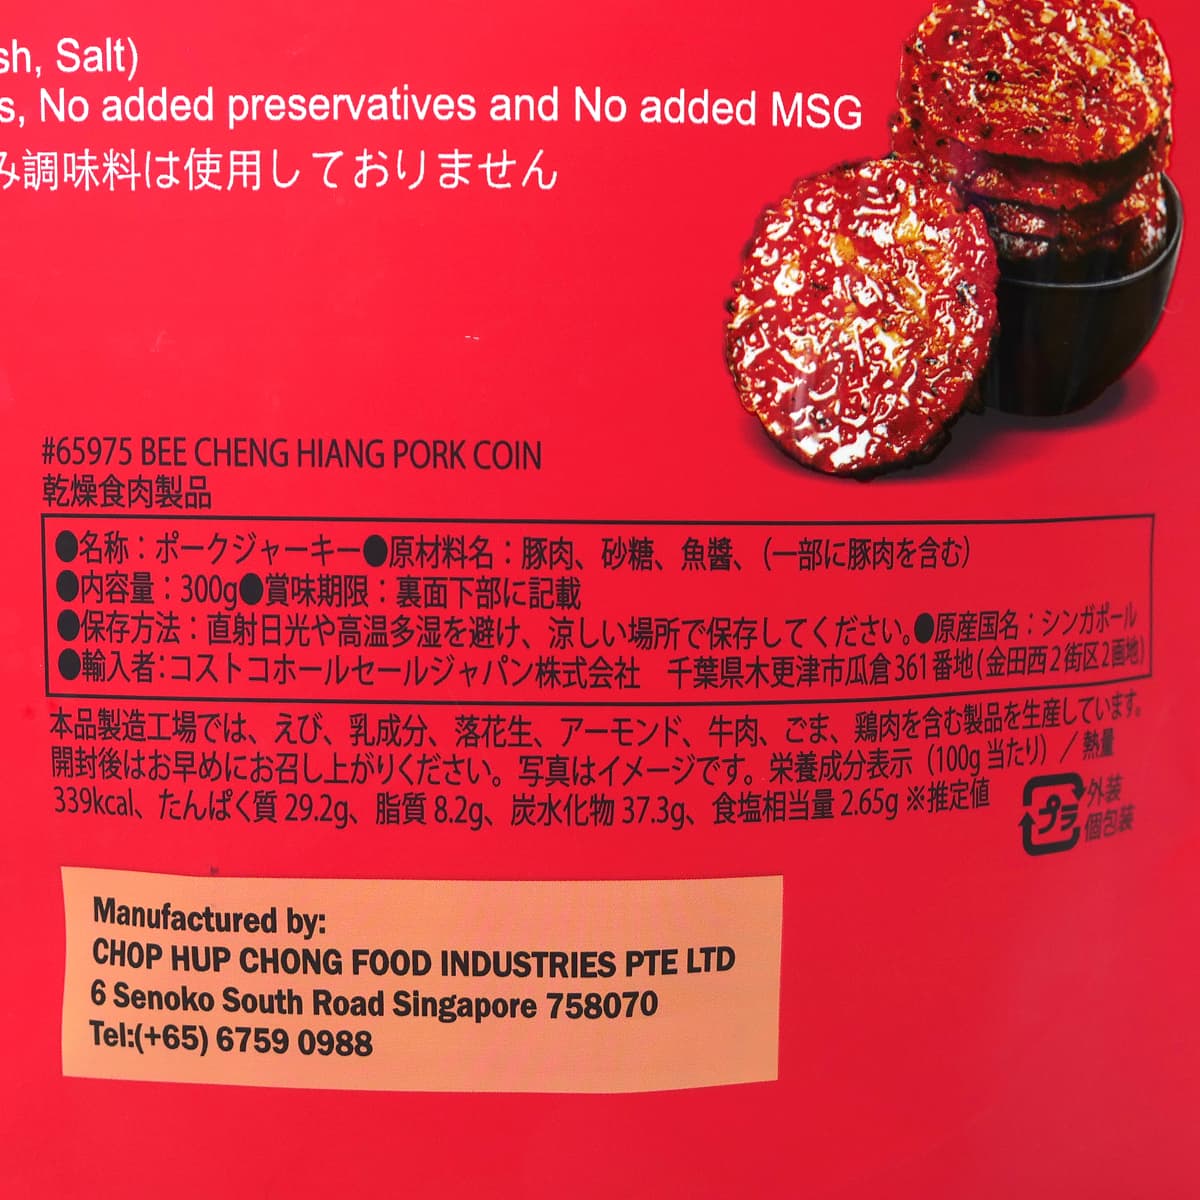 sh, Salt)
s, No added preservatives and No added MSG
み調味料は使用しておりません
#65975 BEE CHENG HIANG PORK COIN
乾燥食肉製品
●名称：ポークジャーキー●原材料名：豚肉、砂糖、魚醬、（一部に豚肉を含む）
●内容量：300g●賞味期限：裏面下部に記載
●保存方法：直射日光や高温多湿を避け、涼しい場所で保存してください。●原産国名：シンガポール
●輸入者：コストコホールセールジャパン株式会社　千葉県木更津市瓜倉361番地(金田西2街区2画地)
本品製造工場では、えび、乳成分、落花生、アーモンド、牛肉、ごま、鶏肉を含む製品を生産しています。
開封後はお早めにお召し上がりください。写真はイメージです。栄養成分表示（100g当たり）／熱量
339kcal、たんぱく質29.2g、脂質8.2g、炭水化物37.3g、食塩相当量2.65g ※推定値
プラ 外装
個包装
Manufactured by:
CHOP HUP CHONG FOOD INDUSTRIES PTE LTD
6 Senoko South Road Singapore 758070
Tel:(+65) 6759 0988